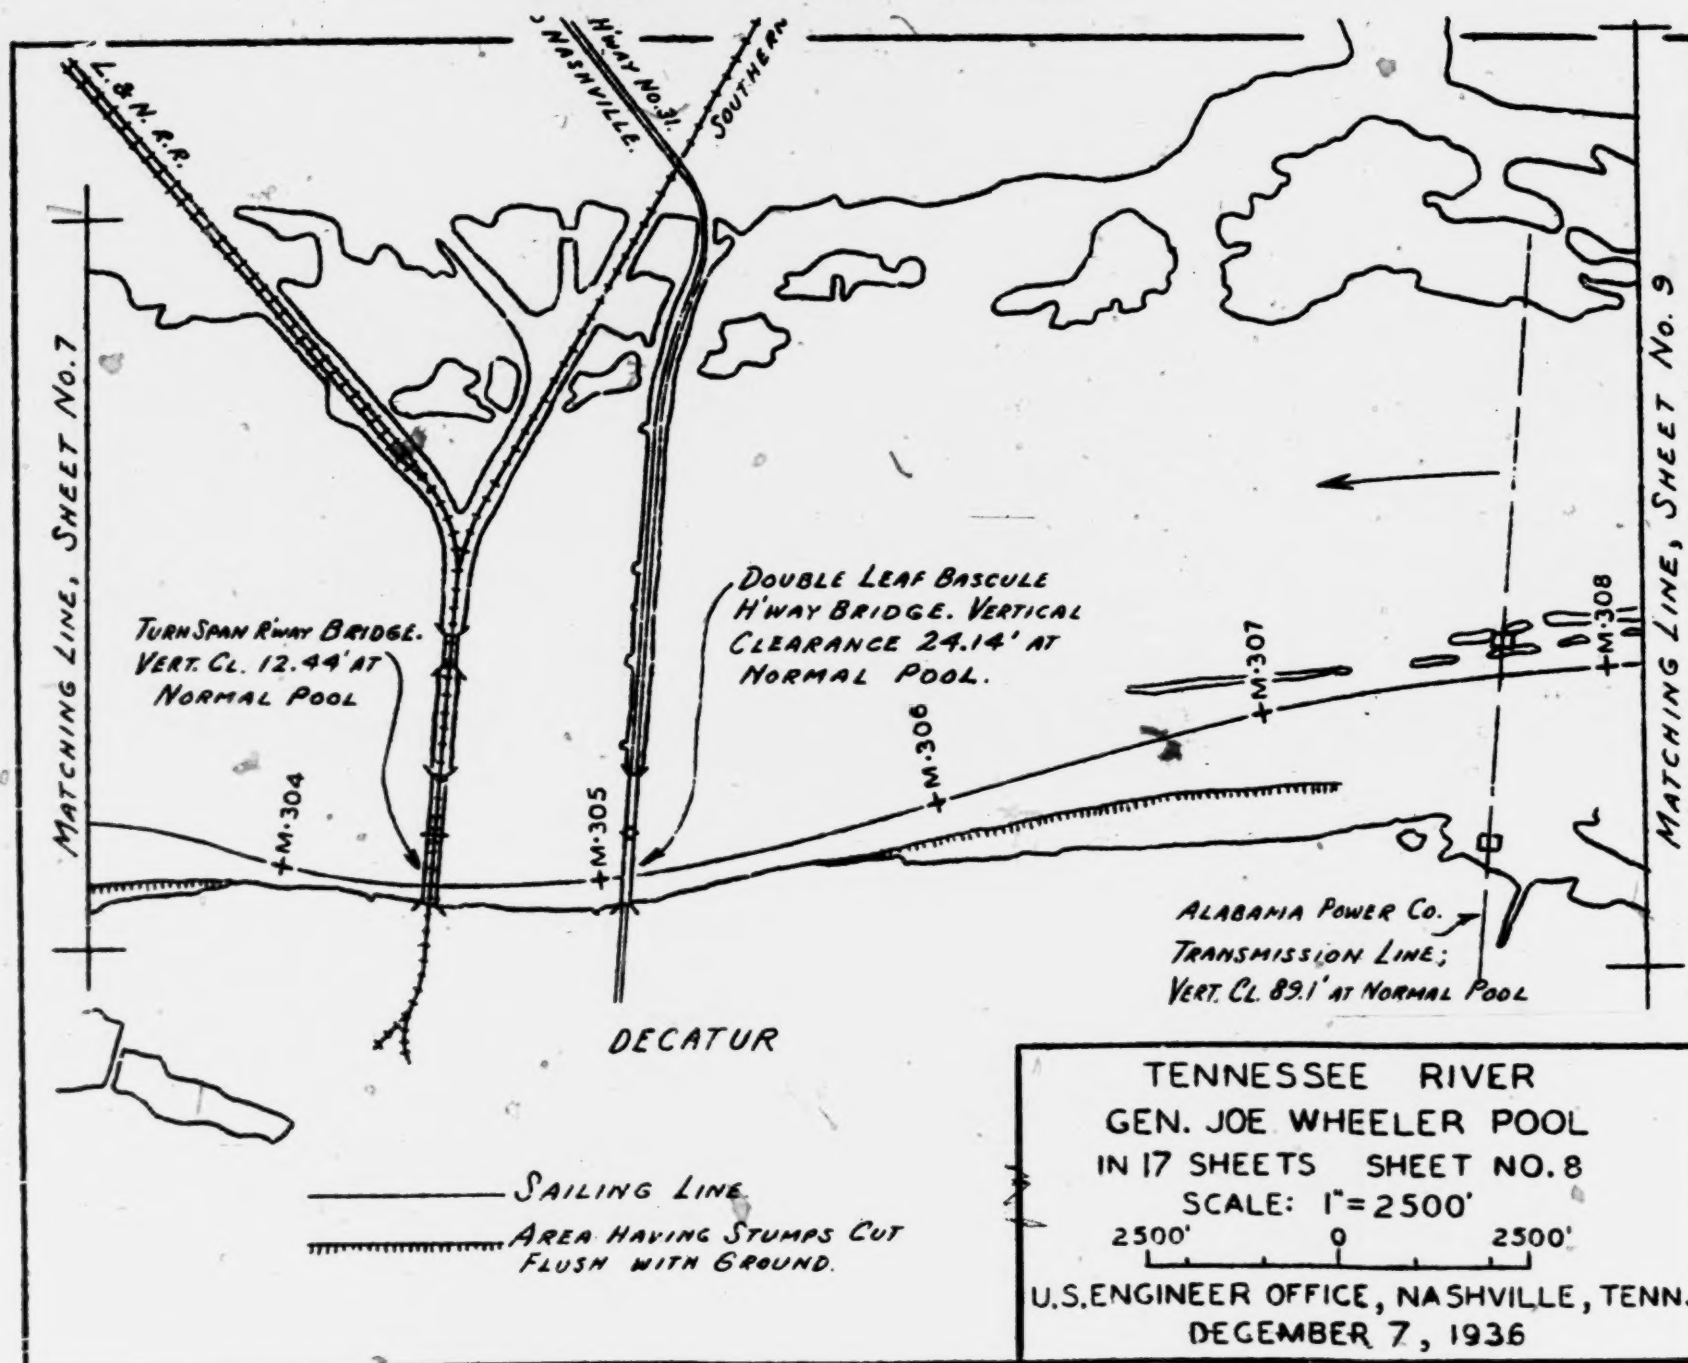 L. & N. R.R.
H'WAY NO. 31.
NASHVILLE.
SOUTHERN
MATCHING LINE, SHEET NO. 7
MATCHING LINE, SHEET NO. 9
TURN SPAN R'WAY BRIDGE.
VERT. CL. 12.44' AT
NORMAL POOL
DOUBLE LEAF BASCULE
H'WAY BRIDGE. VERTICAL
CLEARANCE 24.14' AT
NORMAL POOL.
M·304
M·305
M·306
M·307
M·308
ALABAMA POWER CO.
TRANSMISSION LINE;
VERT. CL. 89.1' AT NORMAL POOL
DECATUR
SAILING LINE
AREA HAVING STUMPS CUT
FLUSH WITH GROUND.
TENNESSEE RIVER
GEN. JOE WHEELER POOL
IN 17 SHEETS SHEET NO. 8
SCALE: 1"=2500'
2500' 0 2500'
U.S. ENGINEER OFFICE, NASHVILLE, TENN.
DECEMBER 7, 1936